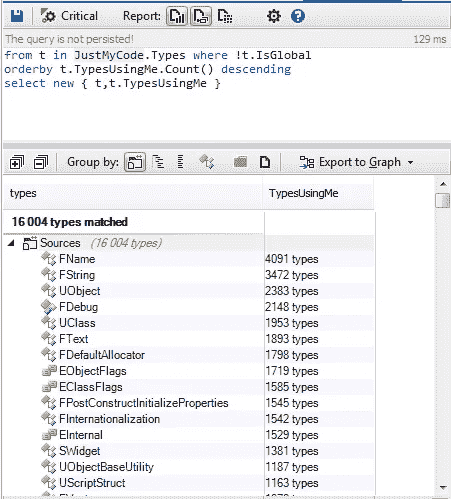 Critical Report:
The query is not persisted! 129 ms
from t in JustMyCode.Types where !t.IsGlobal
orderby t.TypesUsingMe.Count() descending
select new { t,t.TypesUsingMe }
Group by: Export to Graph
types TypesUsingMe
16 004 types matched
Sources (16 004 types)
FName 4091 types
FString 3472 types
UObject 2383 types
FDebug 2148 types
UClass 1953 types
FText 1893 types
FDefaultAllocator 1798 types
EObjectFlags 1719 types
EClassFlags 1585 types
FPostConstructInitializeProperties 1545 types
FInternationalization 1542 types
EInternal 1529 types
SWidget 1381 types
UObjectBaseUtility 1187 types
UScriptStruct 1163 types